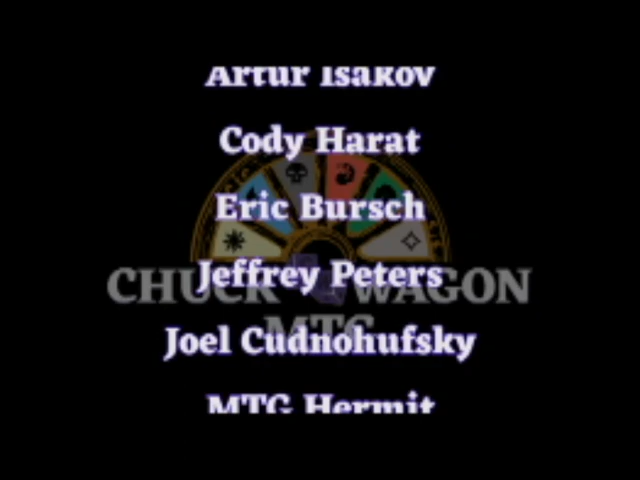 Artur Isakov
Cody Harat
Eric Bursch
Jeffrey Peters
CHUCK WAGON
MTG
Joel Cudnohufsky
MTG Hermit